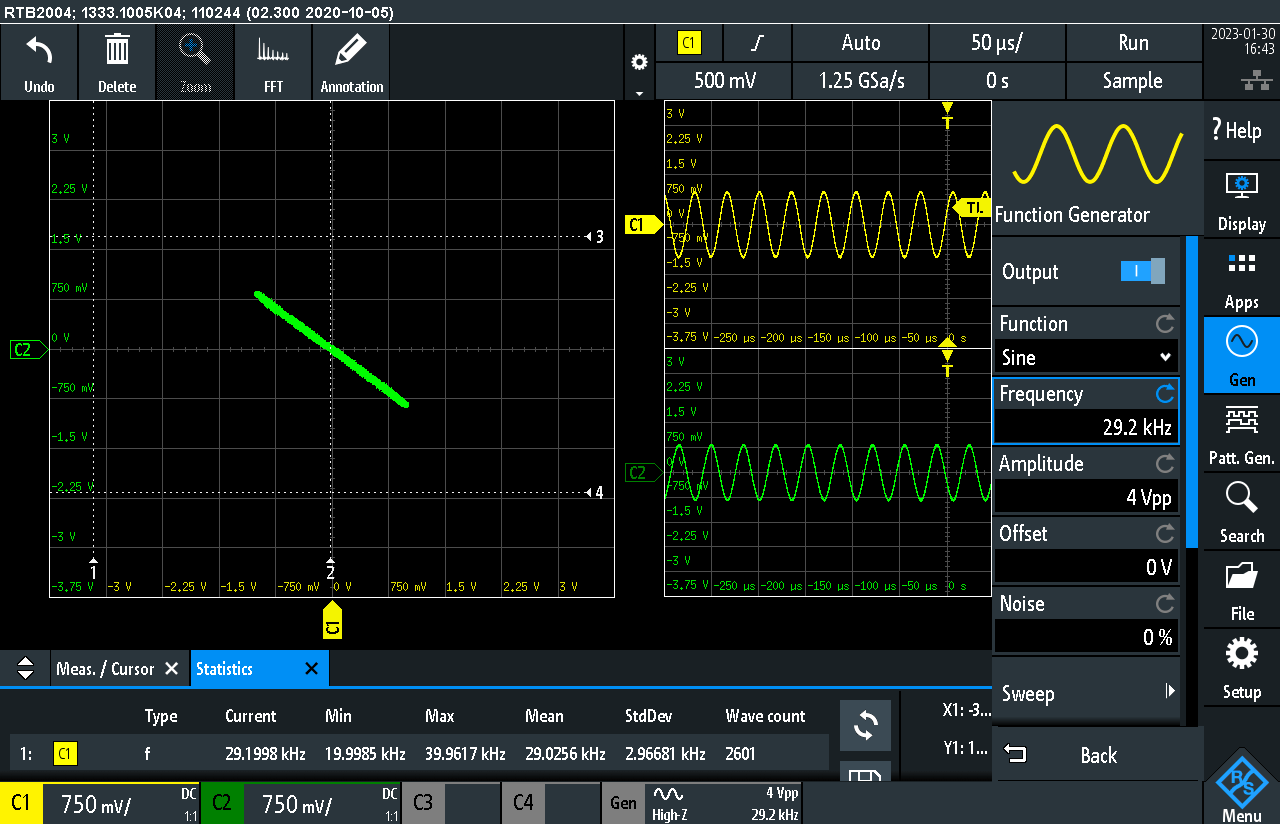 RTB2004; 1333.1005K04; 110244 (02.300 2020-10-05)
Undo
Delete
Zoom
FFT
Annotation
C1
Auto
50 µs/
Run
500 mV
1.25 GSa/s
0 s
Sample
2023-01-30
16:43
3 V
2.25 V
1.5 V
750 mV
0 V
-750 mV
-1.5 V
-2.25 V
-3 V
-3.75 V
-3 V
-2.25 V
-1.5 V
-750 mV
0 V
750 mV
1.5 V
2.25 V
3 V
3
4
1
2
C2
C1
3 V
2.25 V
1.5 V
750 mV
0 V
-750 mV
-1.5 V
-2.25 V
-3 V
-3.75 V
-250 µs
-200 µs
-150 µs
-100 µs
-50 µs
0 s
T
TL
C1
3 V
2.25 V
1.5 V
750 mV
0 V
-750 mV
-1.5 V
-2.25 V
-3 V
-3.75 V
-250 µs
-200 µs
-150 µs
-100 µs
-50 µs
0 s
T
C2
Function Generator
Output
Function
Sine
Frequency
29.2 kHz
Amplitude
4 Vpp
Offset
0 V
Noise
0 %
Sweep
Back
? Help
Display
Apps
Gen
Patt. Gen.
Search
File
Setup
R S
Menu
Meas. / Cursor
Statistics
Type Current Min Max Mean StdDev Wave count
1: C1 f 29.1998 kHz 19.9985 kHz 39.9617 kHz 29.0256 kHz 2.96681 kHz 2601
X1: -3...
Y1: 1...
C1 750 mV/ DC 1:1
C2 750 mV/ DC 1:1
C3
C4
Gen High-Z 4 Vpp 29.2 kHz